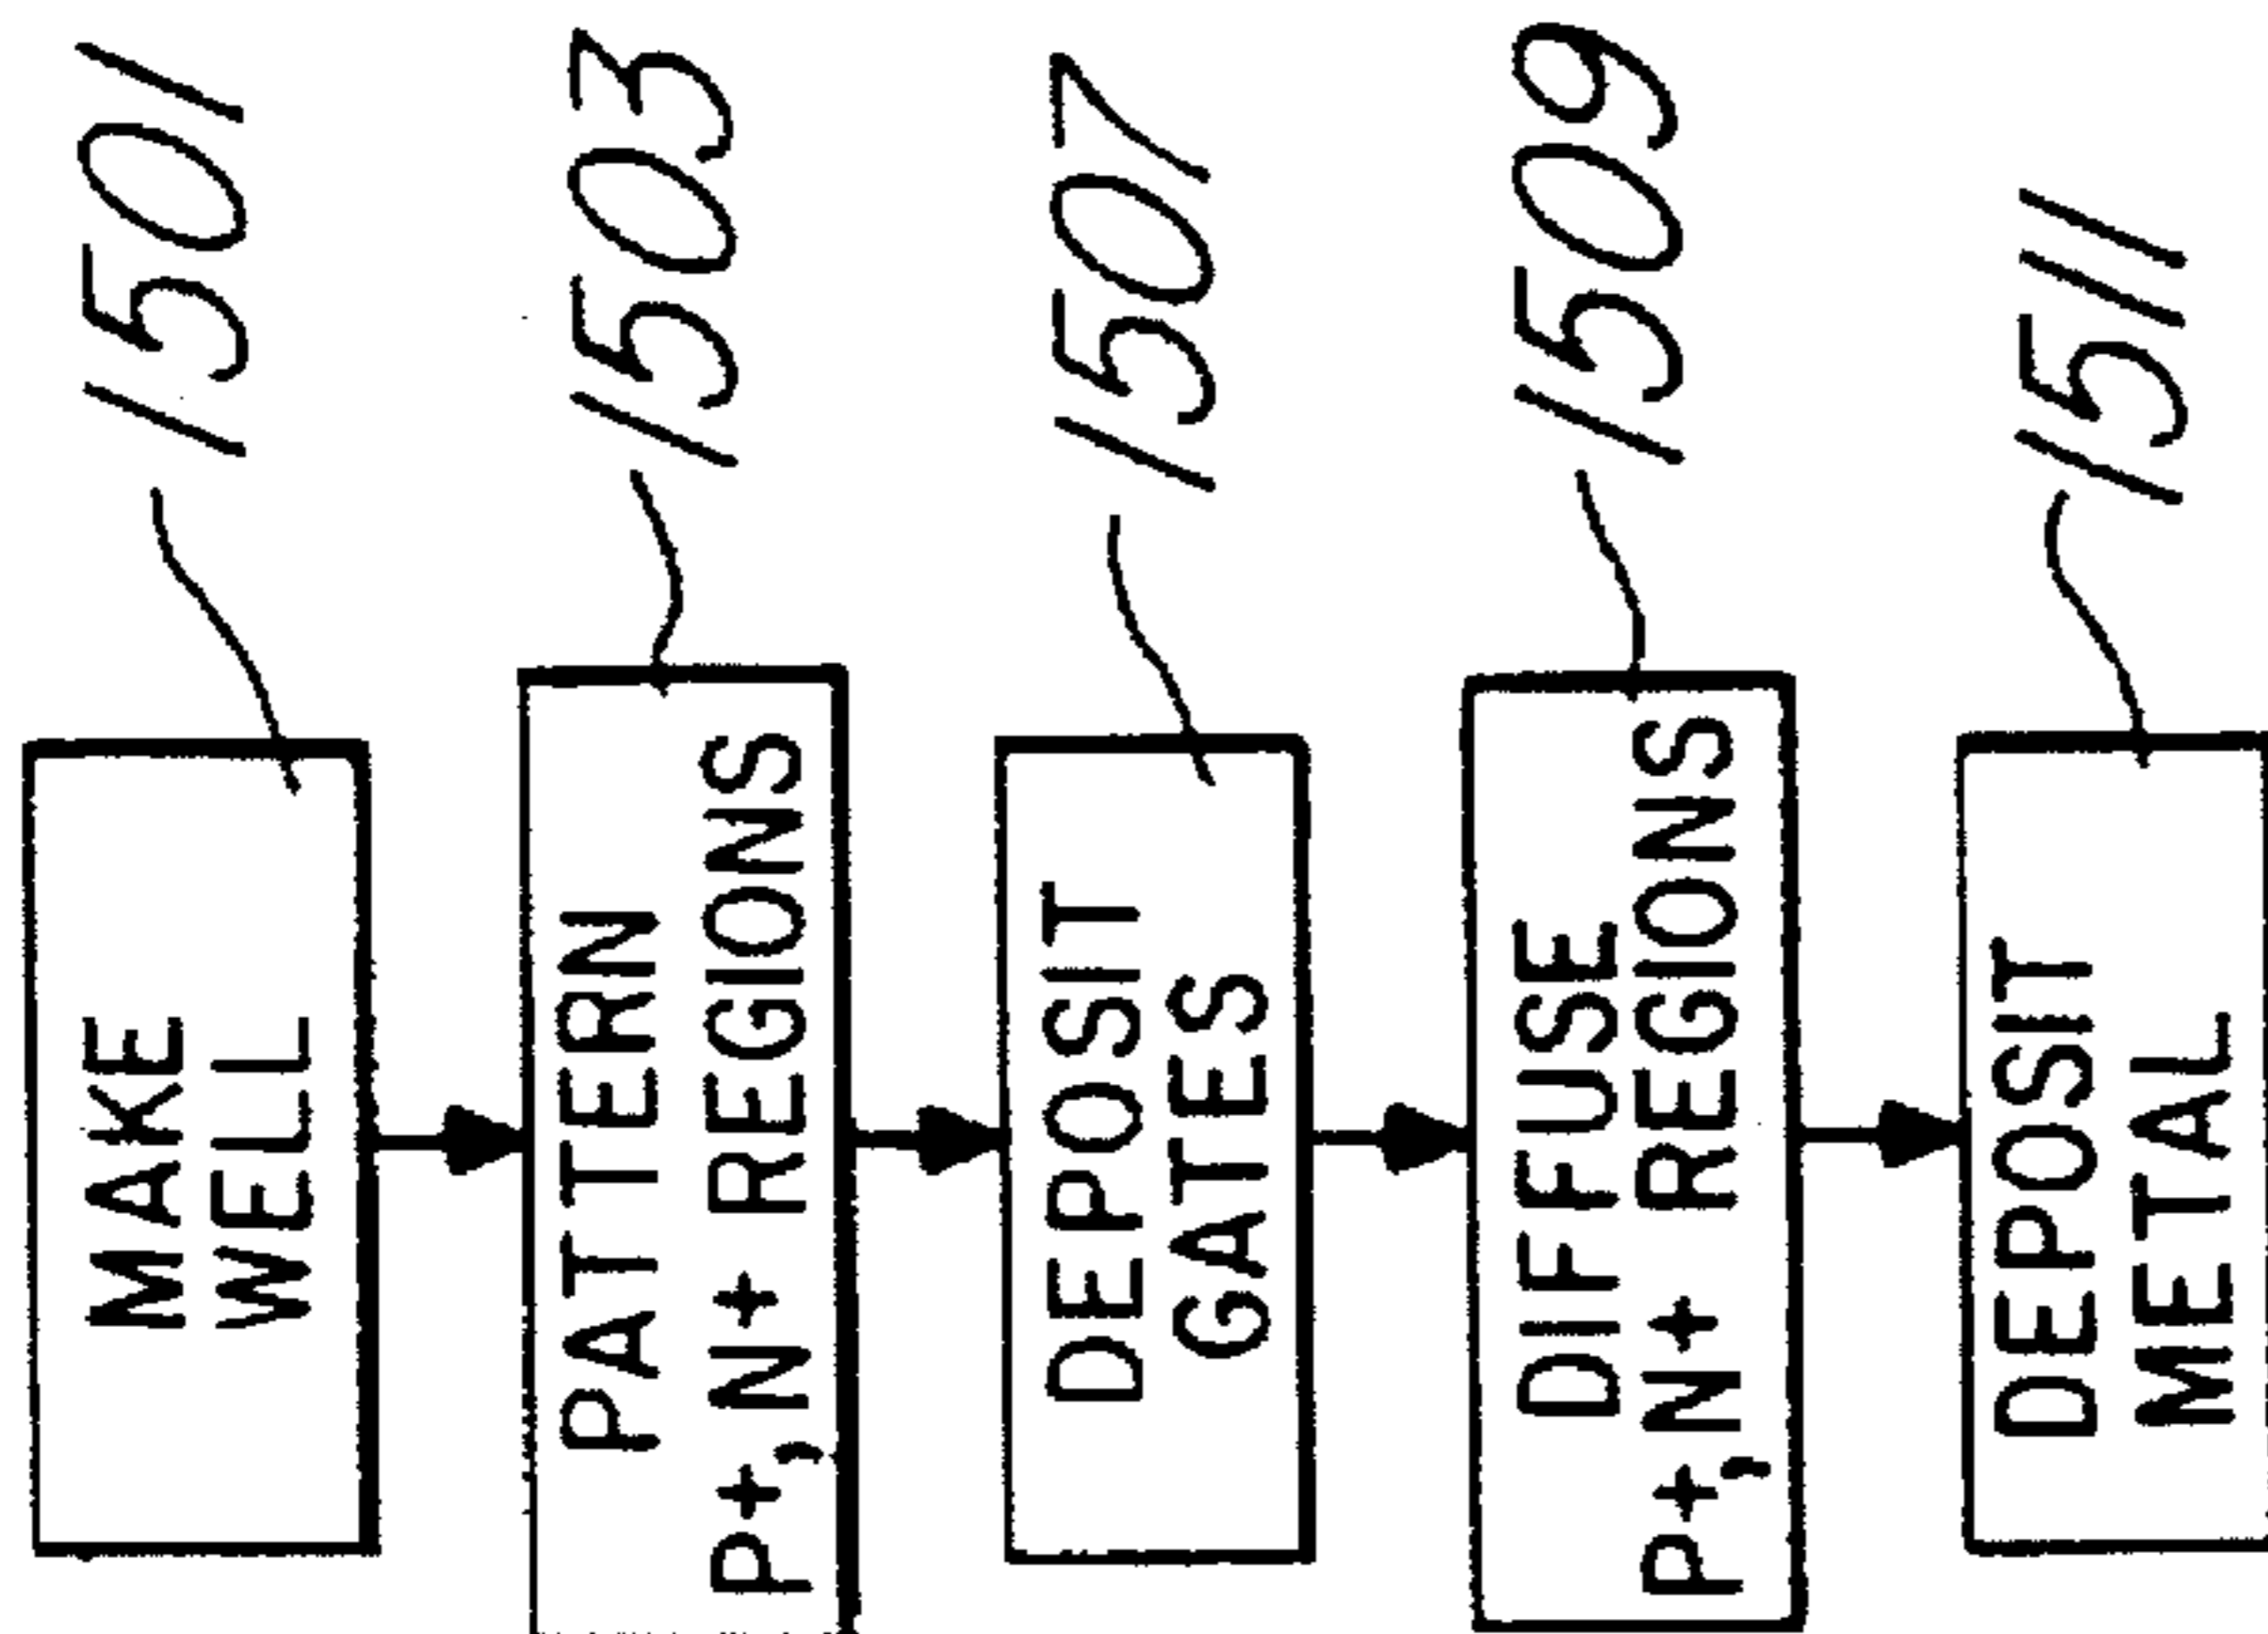 1501
MAKE
WELL
1503
PATTERN
P+, N+ REGIONS
1507
DEPOSIT
GATES
1509
DIFFUSE
P+, N+ REGIONS
1511
DEPOSIT
METAL